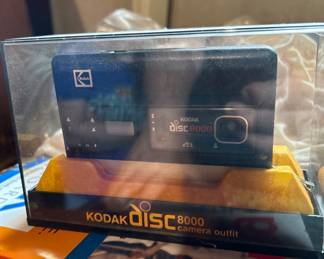 KODAK
disc 8000
KODAK disc 8000
camera outfit